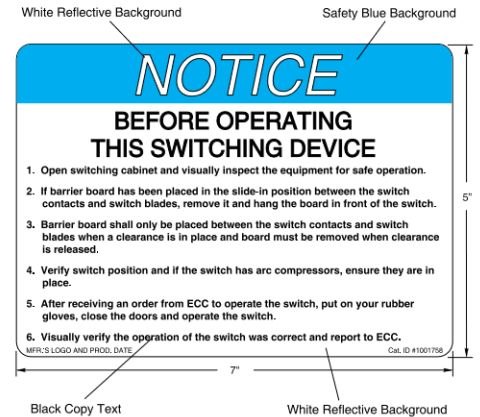 White Reflective Background
Safety Blue Background
NOTICE
BEFORE OPERATING
THIS SWITCHING DEVICE
1. Open switching cabinet and visually inspect the equipment for safe operation.
2. If barrier board has been placed in the slide-in position between the switch
contacts and switch blades, remove it and hang the board in front of the switch.
3. Barrier board shall only be placed between the switch contacts and switch
blades when a clearance is in place and board must be removed when clearance
is released.
4. Verify switch position and if the switch has arc compressors, ensure they are in
place.
5. After receiving an order from ECC to operate the switch, put on your rubber
gloves, close the doors and operate the switch.
6. Visually verify the operation of the switch was correct and report to ECC.
MFR.'S LOGO AND PROD. DATE
Cat. ID #1001758
5"
7"
Black Copy Text
White Reflective Background